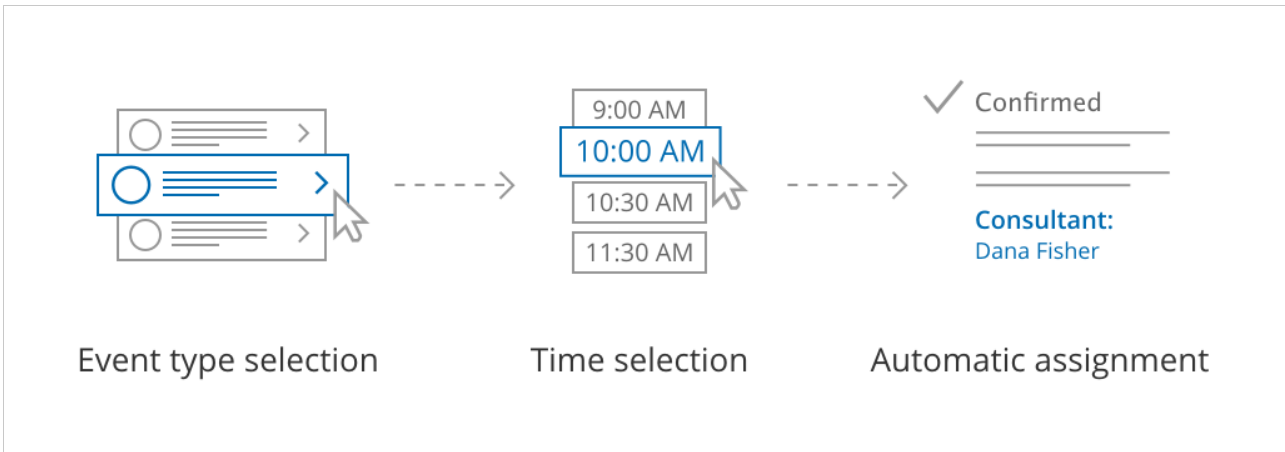 9:00 AM
10:00 AM
10:30 AM
11:30 AM
Confirmed
Consultant:
Dana Fisher
Event type selection
Time selection
Automatic assignment